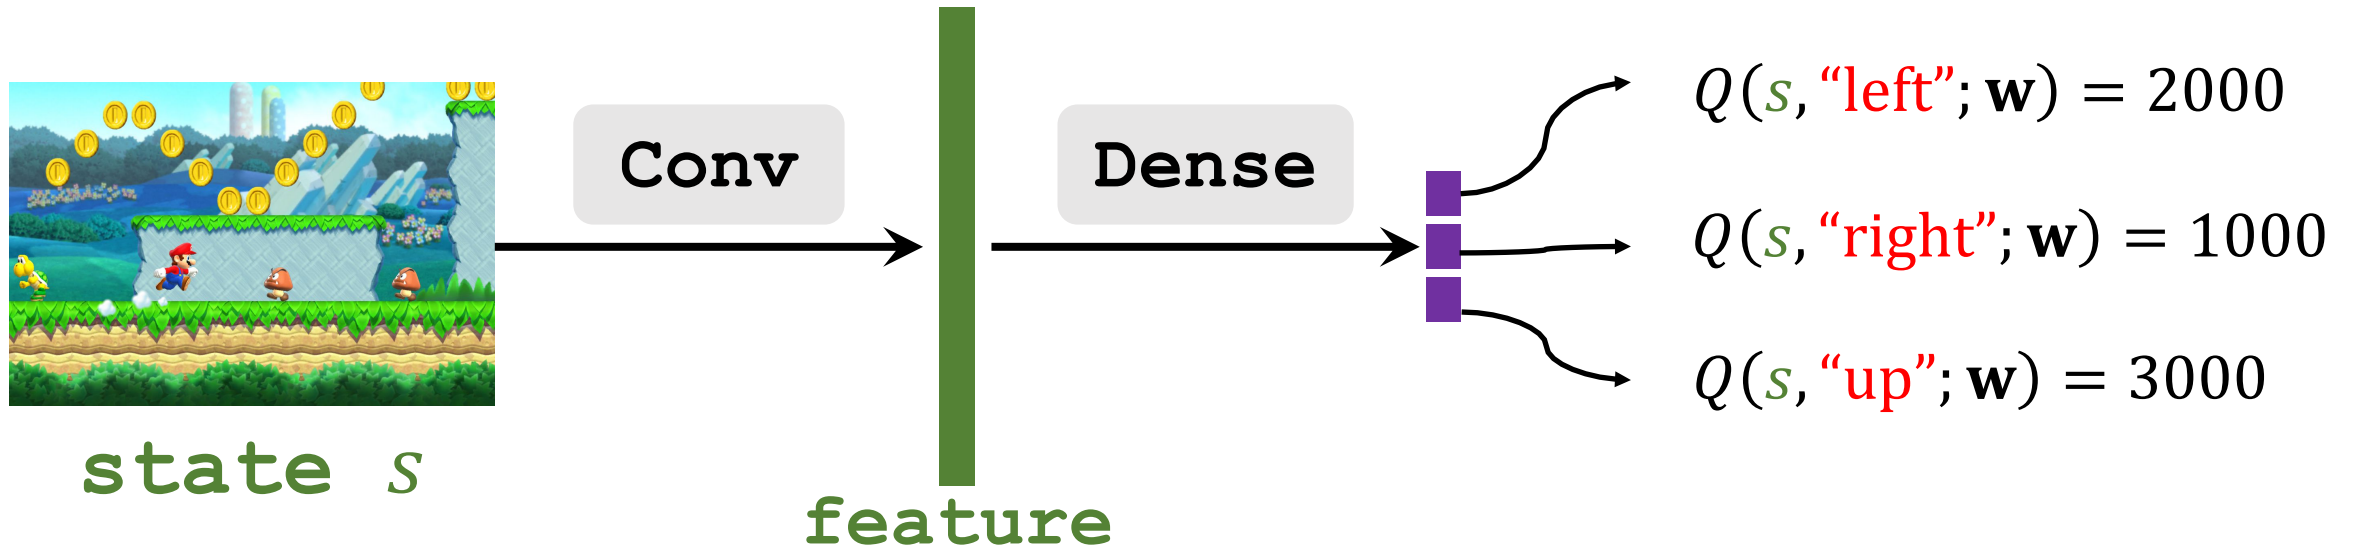 Conv
Dense
Q(s, “left”; w) = 2000
Q(s, “right”; w) = 1000
Q(s, “up”; w) = 3000
state s
feature